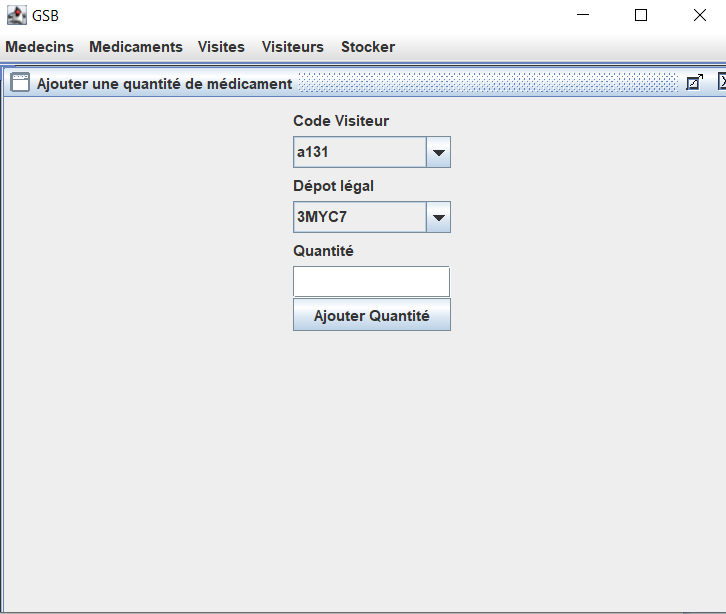 GSB
Medecins Medicaments Visites Visiteurs Stocker
Ajouter une quantité de médicament
Code Visiteur
a131
Dépot légal
3MYC7
Quantité
Ajouter Quantité